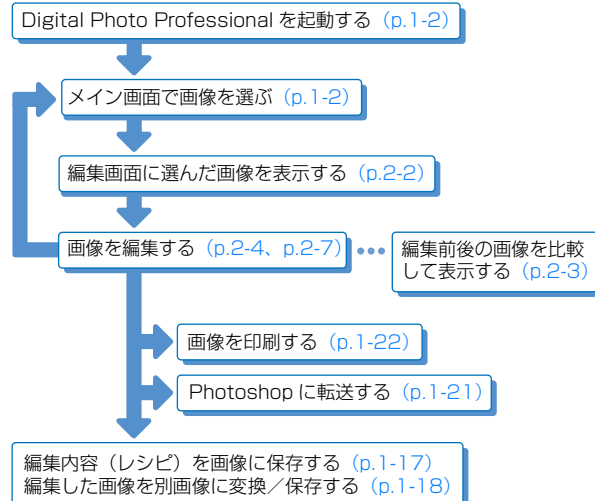 Digital Photo Professional を起動する（p.1-2）
メイン画面で画像を選ぶ（p.1-2）
編集画面に選んだ画像を表示する（p.2-2）
画像を編集する（p.2-4、p.2-7）
編集前後の画像を比較
して表示する（p.2-3）
画像を印刷する（p.1-22）
Photoshop に転送する（p.1-21）
編集内容（レシピ）を画像に保存する（p.1-17）
編集した画像を別画像に変換／保存する（p.1-18）